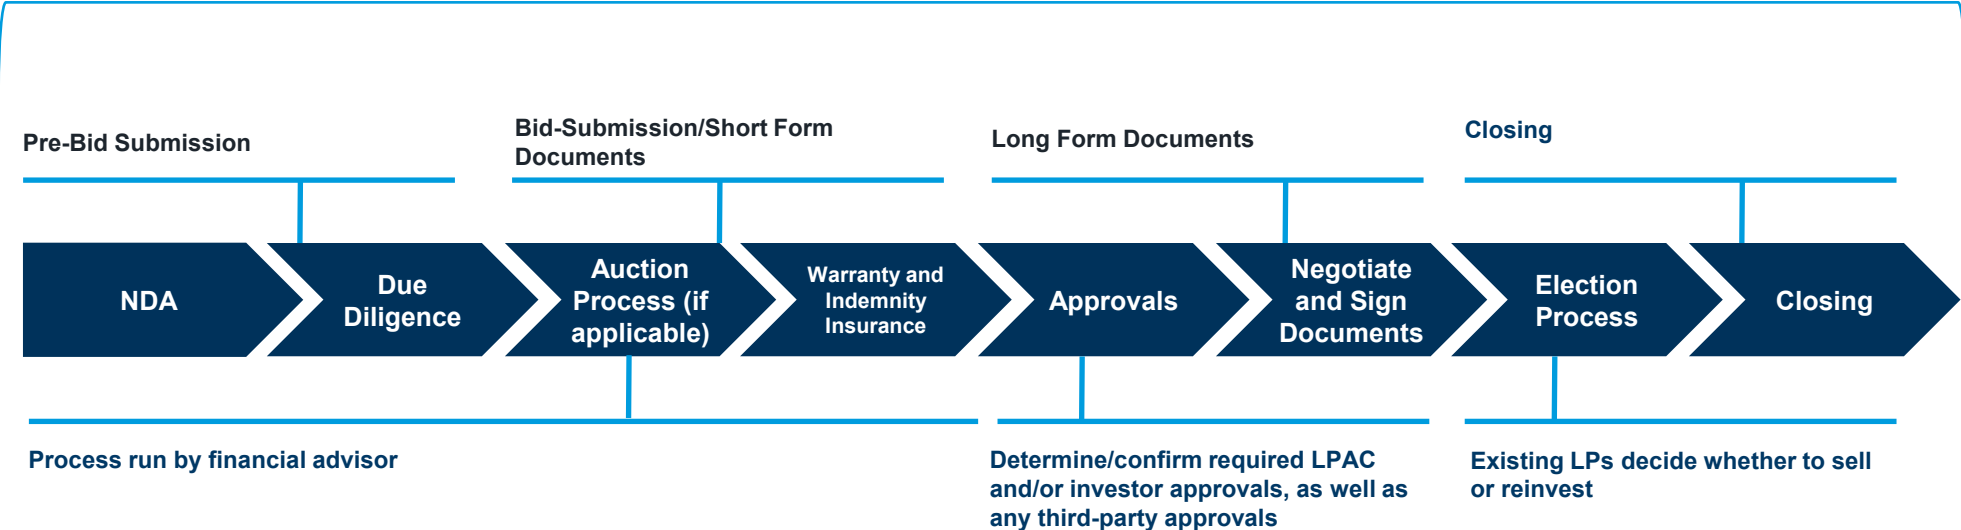 Pre-Bid Submission
Bid-Submission/Short Form
Documents
Long Form Documents
Closing
NDA
Due
Diligence
Auction
Process (if
applicable)
Warranty and
Indemnity
Insurance
Approvals
Negotiate
and Sign
Documents
Election
Process
Closing
Process run by financial advisor
Determine/confirm required LPAC
and/or investor approvals, as well as
any third-party approvals
Existing LPs decide whether to sell
or reinvest